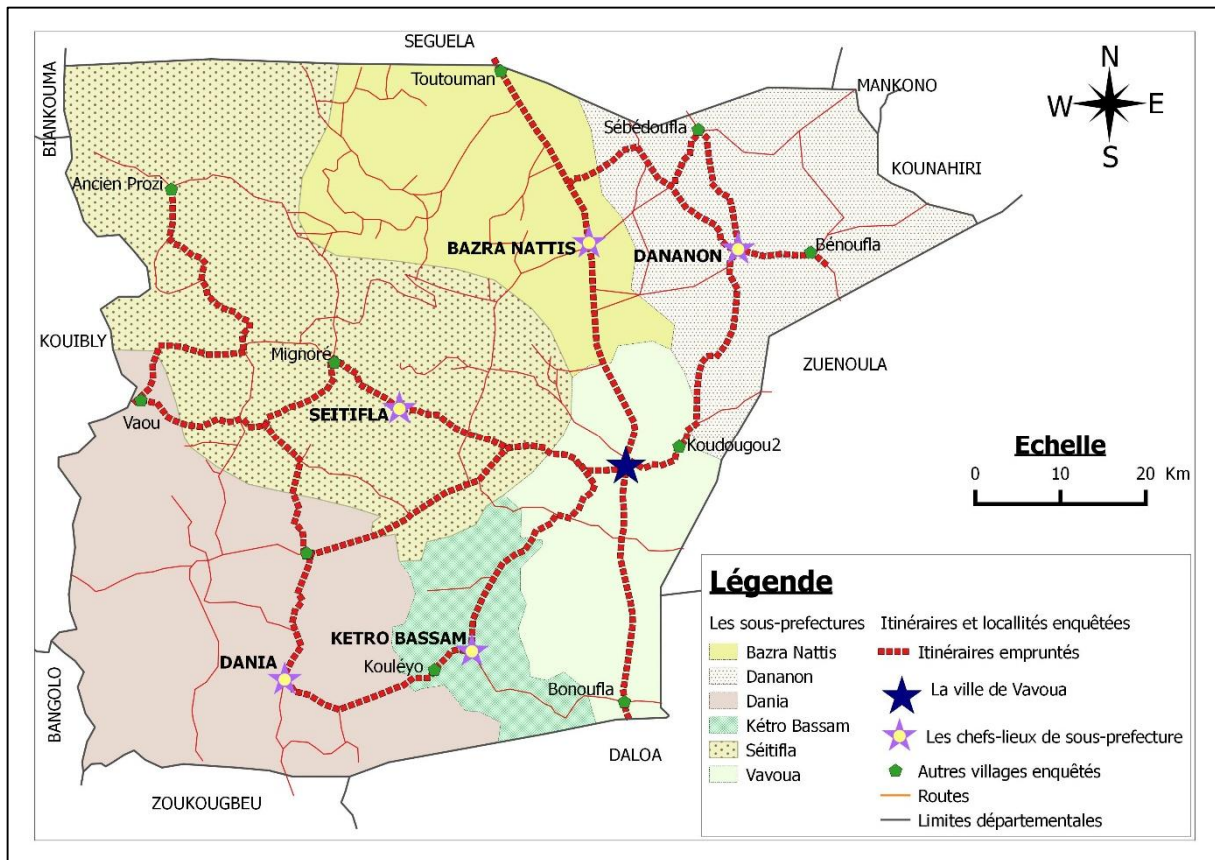 SEGUELA
Toutouman
N
MANKONO
W
E
BIANKOUMA
Sébédoufla
S
KOUNAHIRI
Ancien Prozi
BAZRA NATTIS
DANANON
Bénoufla
KOUIBLY
Mignoré
ZUENOULA
SEITIFLA
Vaou
Koudougou2
Echelle
0 10 20 Km
KETRO BASSAM
DANIA
Kouléyo
Bonoufla
BANGOLO
DALOA
ZOUKOUGBEU
Légende
Les sous-prefectures
Bazra Nattis
Dananon
Dania
Kétro Bassam
Séitifla
Vavoua
Itinéraires et locallités enquêtées
Itinéraires empruntés
La ville de Vavoua
Les chefs-lieux de sous-prefecture
Autres villages enquêtés
Routes
Limites départementales